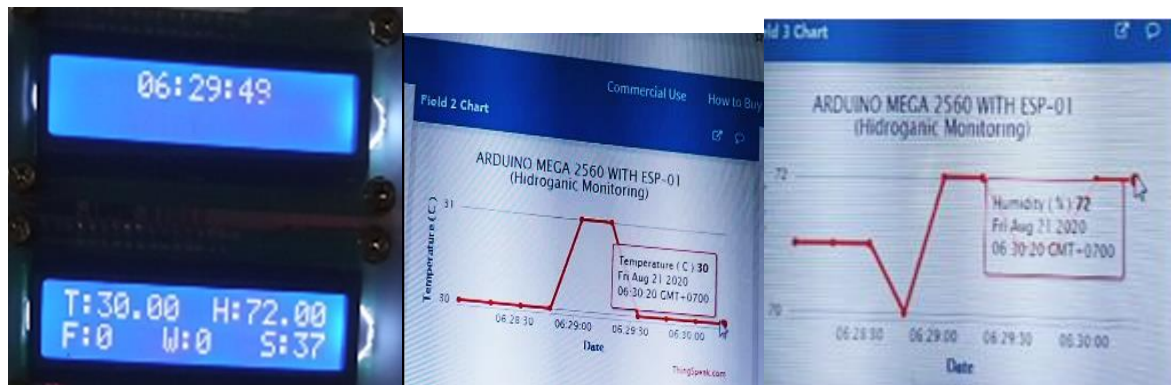 06:29:49
T:30.00 H:72.00
F:0 W:0 S:37
Commercial Use How to Buy
Field 2 Chart
ARDUINO MEGA 2560 WITH ESP-01
(Hidroganic Monitoring)
Temperature ( C )
31
30
Temperature ( C ) 30
Fri Aug 21 2020
06:30:20 GMT+0700
06:28:30 06:29:00 06:29:30 06:30:00
Date
ThingSpeak.com
ld 3 Chart
ARDUINO MEGA 2560 WITH ESP-01
(Hidroganic Monitoring)
72
70
Humidity ( % ) 72
Fri Aug 21 2020
06:30:20 GMT+0700
06:28:30 06:29:00 06:29:30 06:30:00
Date